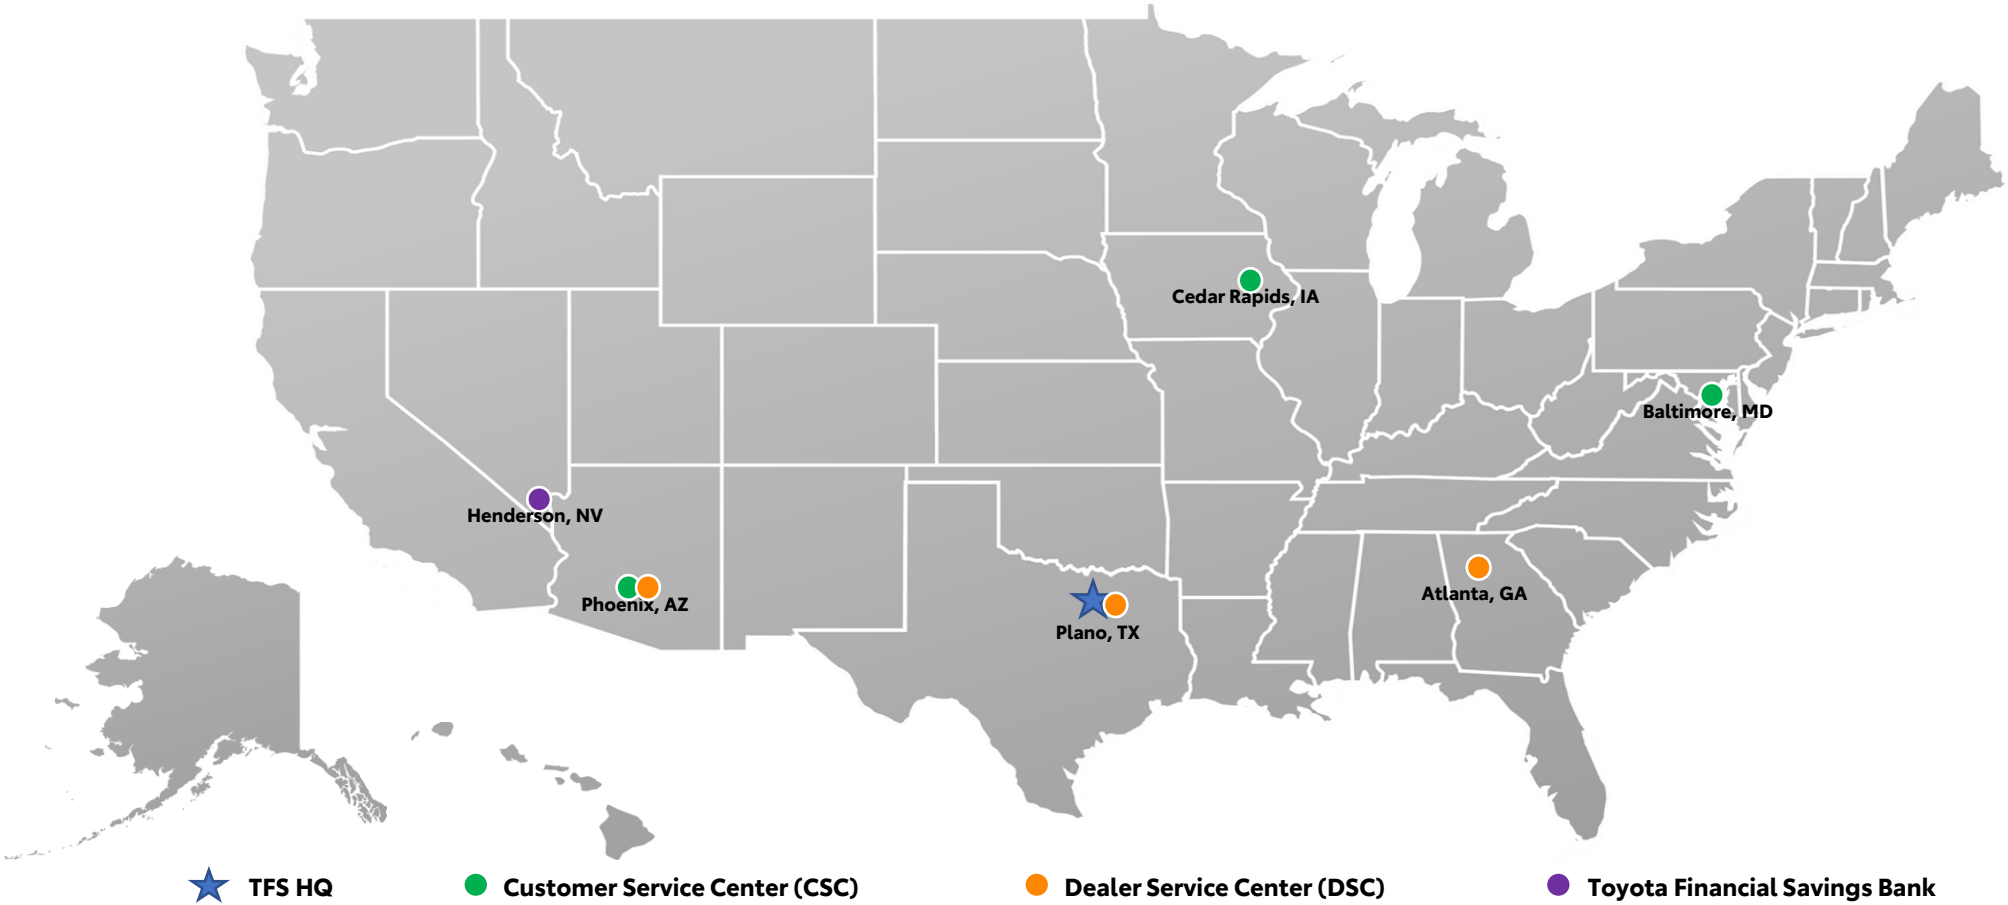 Cedar Rapids, IA
Baltimore, MD
Henderson, NV
Phoenix, AZ
Atlanta, GA
Plano, TX
TFS HQ
Customer Service Center (CSC)
Dealer Service Center (DSC)
Toyota Financial Savings Bank